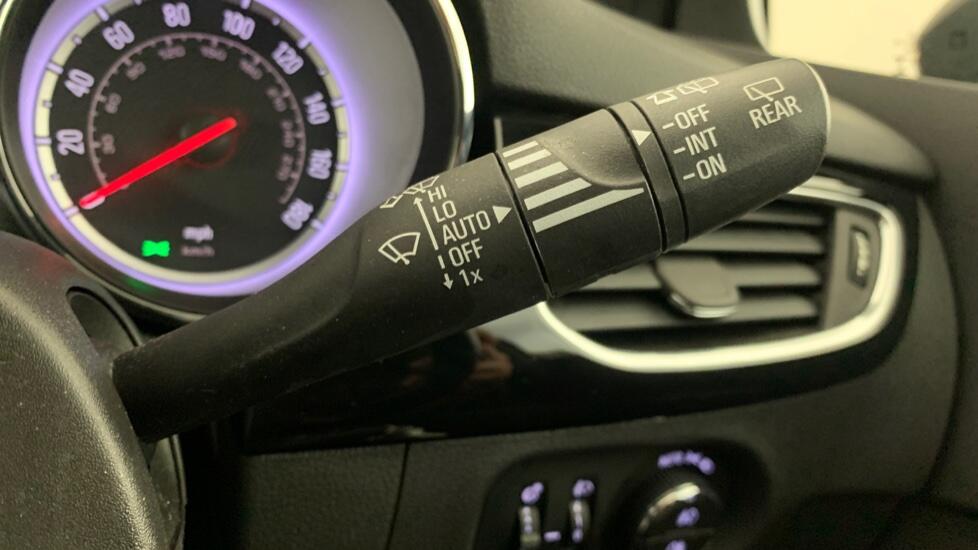 20
40
60
80
100
120
140
160
180
mph
km/h
HI
LO
AUTO
OFF
1x
-OFF
-INT
-ON
REAR